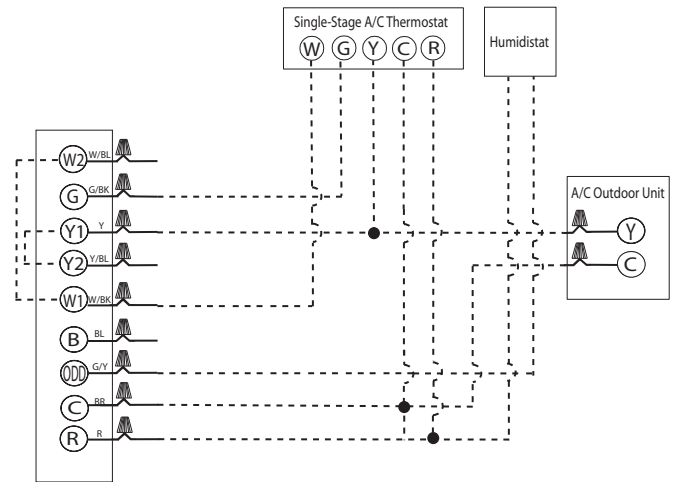 Single-Stage A/C Thermostat
W G Y C R
Humidistat
A/C Outdoor Unit
Y
C
W2 W/BL
G G/BK
Y1 Y
Y2 Y/BL
W1 W/BK
B BL
ODD G/Y
C BR
R R